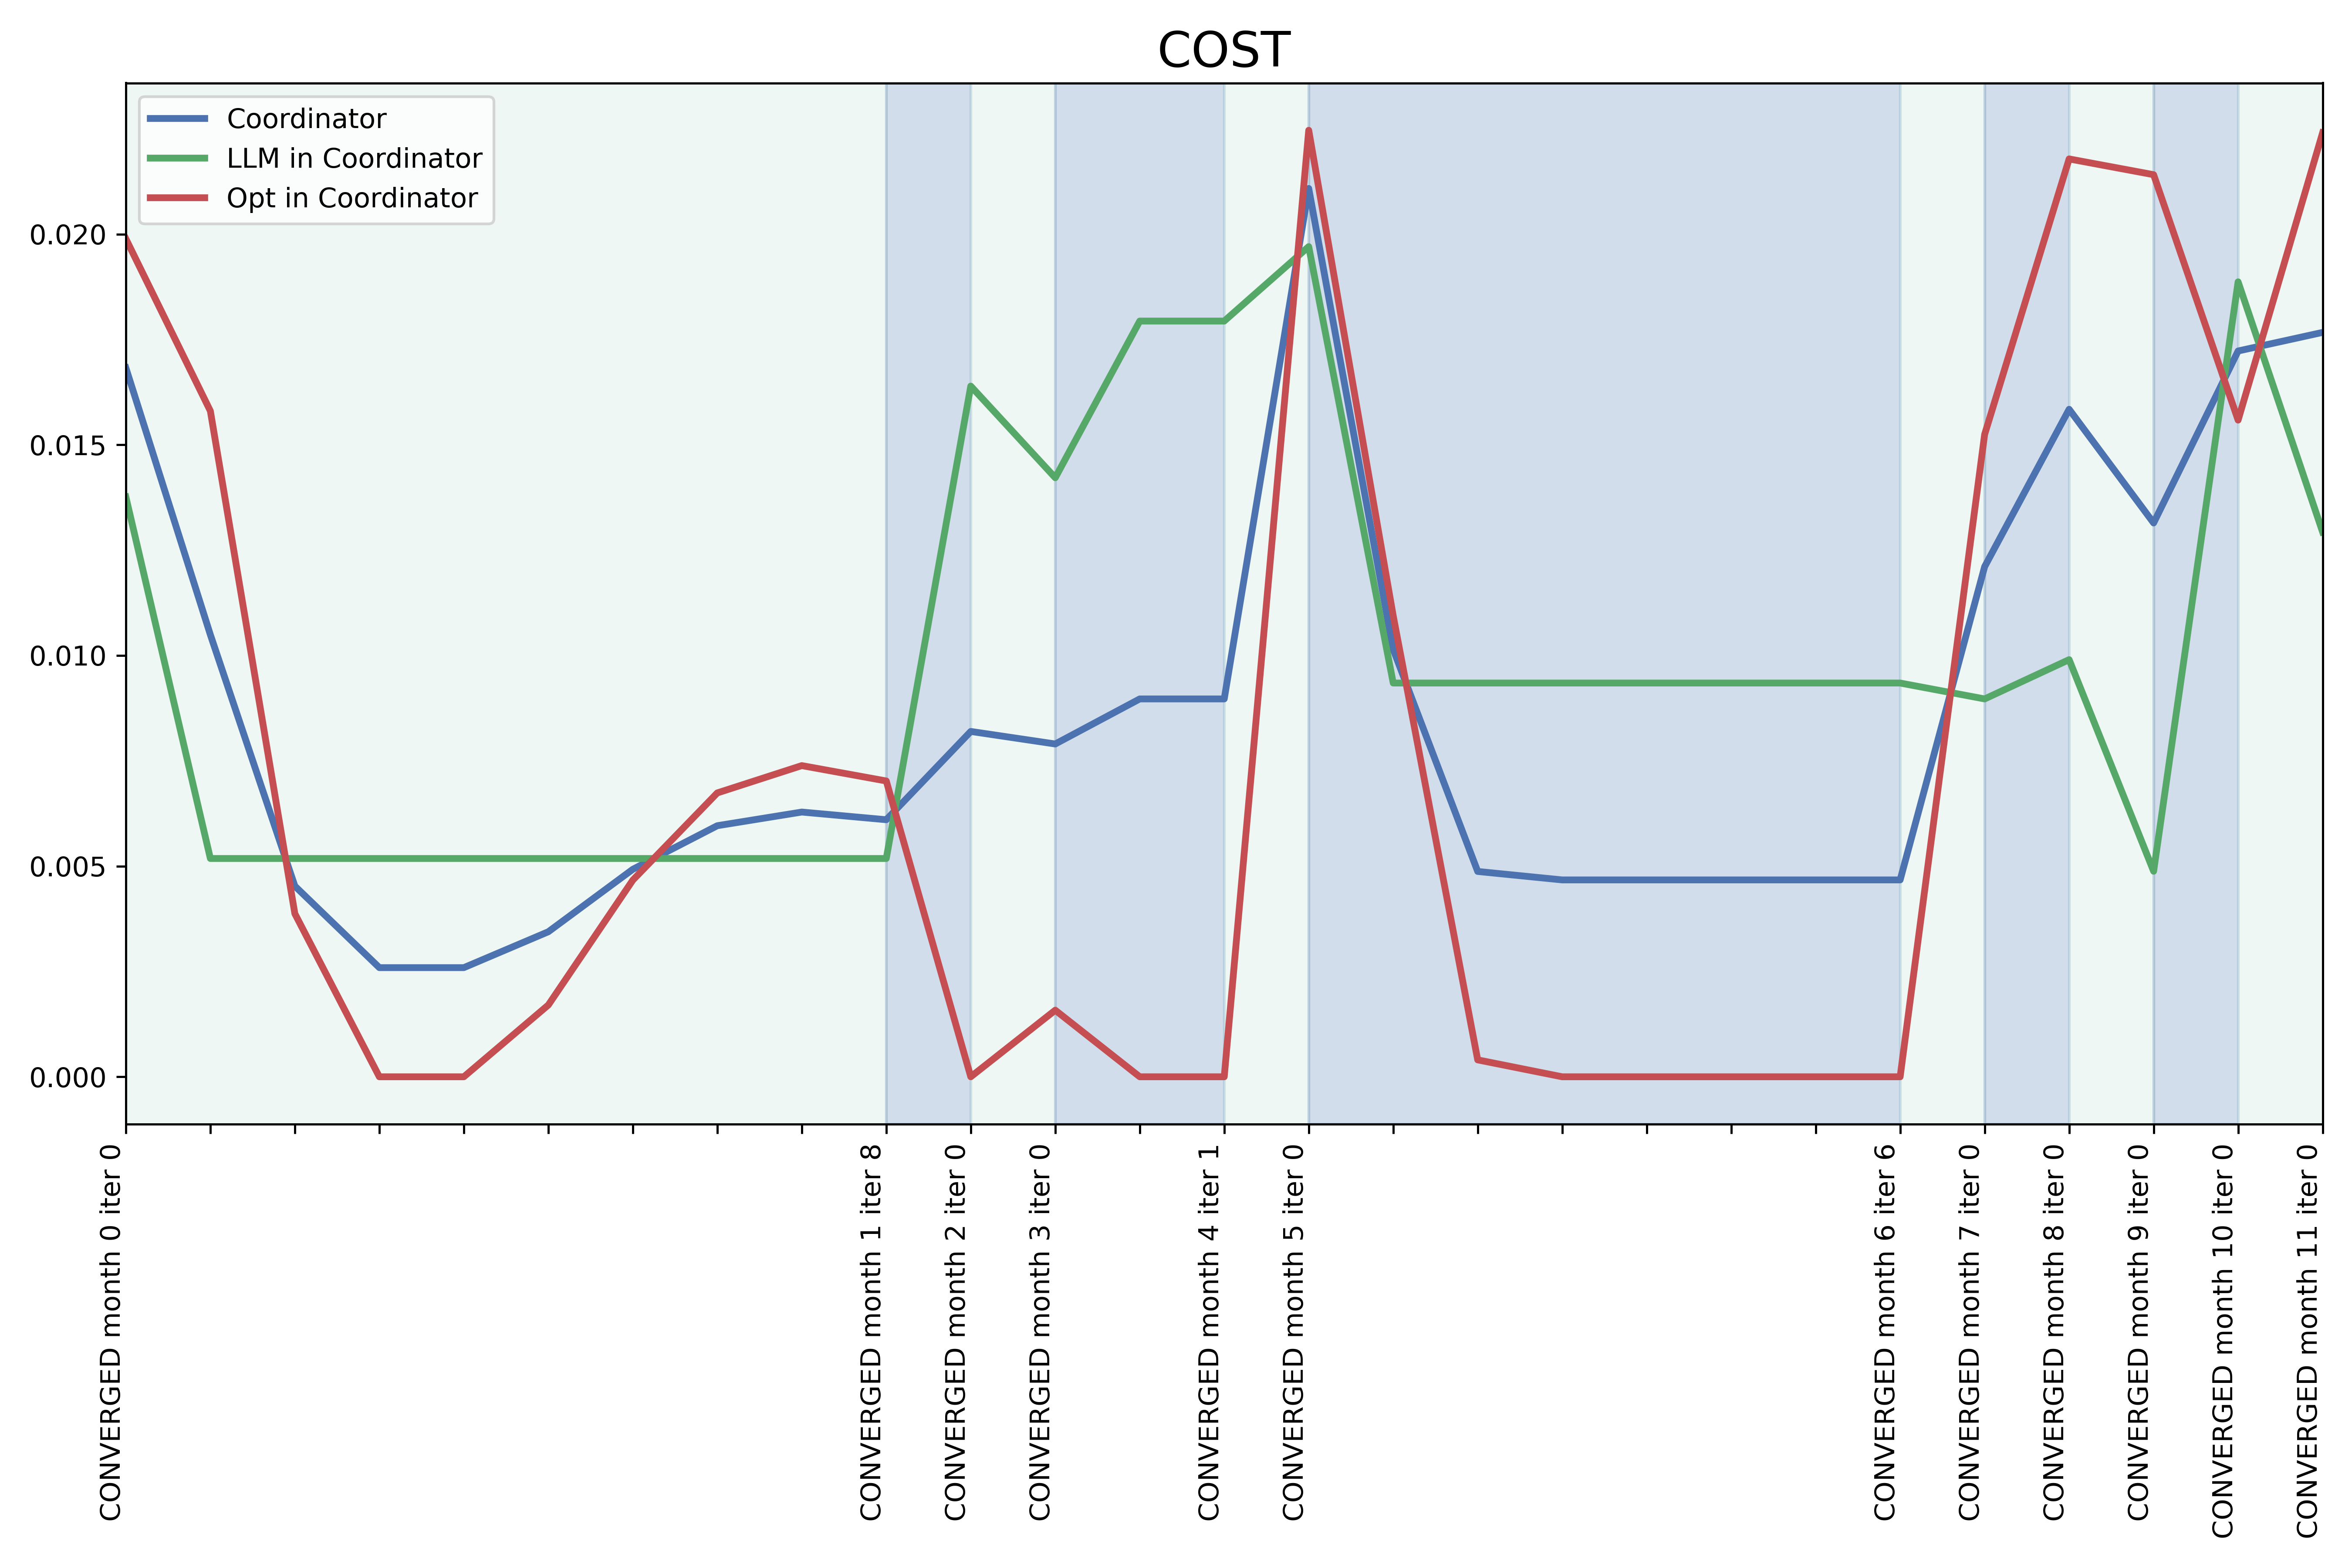 COST
Coordinator
LLM in Coordinator
Opt in Coordinator
0.020
0.015
0.010
0.005
0.000
CONVERGED month 0 iter 0
CONVERGED month 1 iter 8
CONVERGED month 2 iter 0
CONVERGED month 3 iter 0
CONVERGED month 4 iter 1
CONVERGED month 5 iter 0
CONVERGED month 6 iter 6
CONVERGED month 7 iter 0
CONVERGED month 8 iter 0
CONVERGED month 9 iter 0
CONVERGED month 10 iter 0
CONVERGED month 11 iter 0